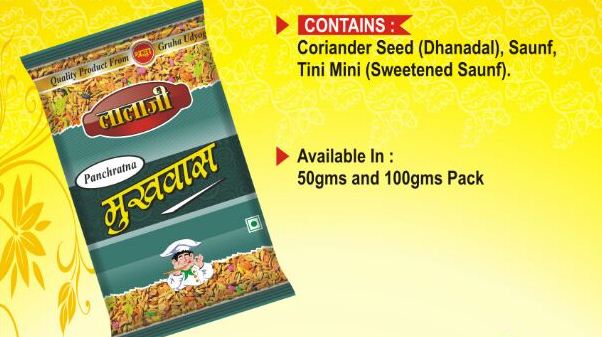 Quality Product From
Gruha Udyog
लालाजी
Panchratna
मुखवास
CONTAINS :
Coriander Seed (Dhanadal), Saunf,
Tini Mini (Sweetened Saunf).
Available In :
50gms and 100gms Pack